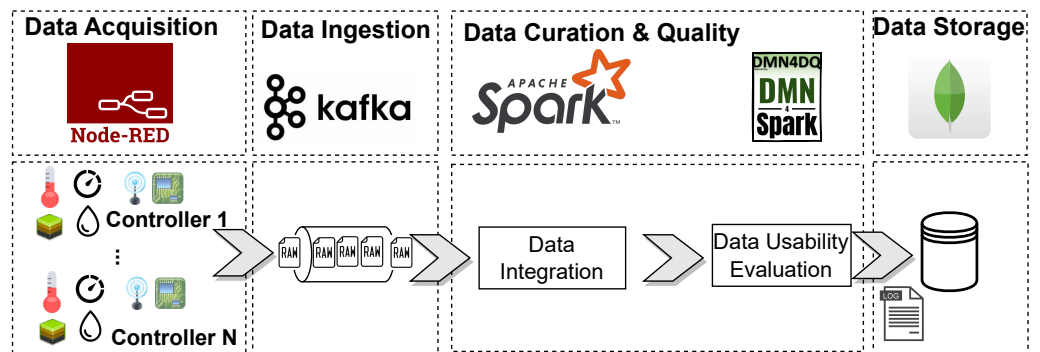 Data Acquisition
Data Ingestion
Data Curation & Quality
Data Storage
Node-RED
kafka
APACHE
Spark
TM
DMN4DQ
DMN
4
Spark
Controller 1
⋮
Controller N
RAW
RAW
RAW
RAW
RAW
Data
Integration
Data Usability
Evaluation
LOG